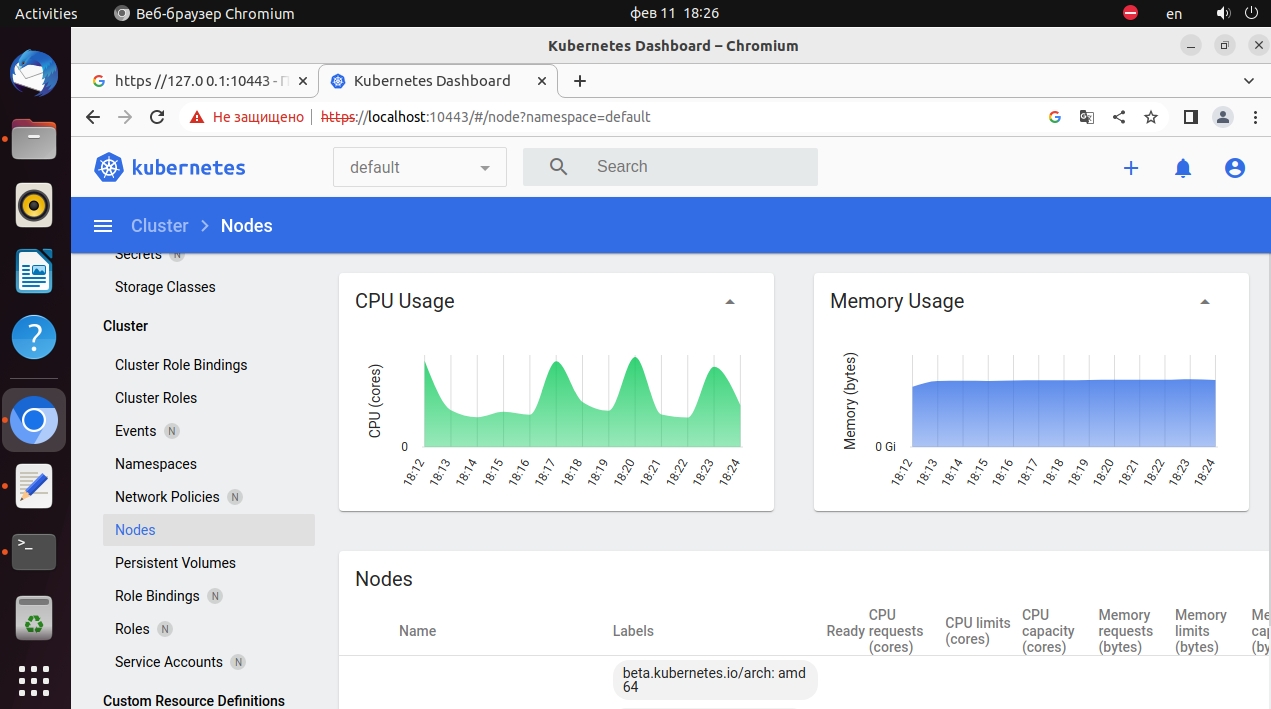 Activities
Веб-браузер Chromium
фев 11 18:26
en
Kubernetes Dashboard – Chromium
https //127.0 0.1:10443 - П
Kubernetes Dashboard
Не защищено
https://localhost:10443/#/node?namespace=default
kubernetes
default
Search
Cluster
Nodes
Secrets N
Storage Classes
Cluster
Cluster Role Bindings
Cluster Roles
Events N
Namespaces
Network Policies N
Nodes
Persistent Volumes
Role Bindings N
Roles N
Service Accounts N
Custom Resource Definitions
CPU Usage
CPU (cores)
0
18:12 18:13 18:14 18:15 18:16 18:17 18:18 18:19 18:20 18:21 18:22 18:23 18:24
Memory Usage
Memory (bytes)
0 Gi
18:12 18:13 18:14 18:15 18:16 18:17 18:18 18:19 18:20 18:21 18:22 18:23 18:24
Nodes
Name
Labels
Ready
CPU
requests
(cores)
CPU limits
(cores)
CPU
capacity
(cores)
Memory
requests
(bytes)
Memory
limits
(bytes)
beta.kubernetes.io/arch: amd
64